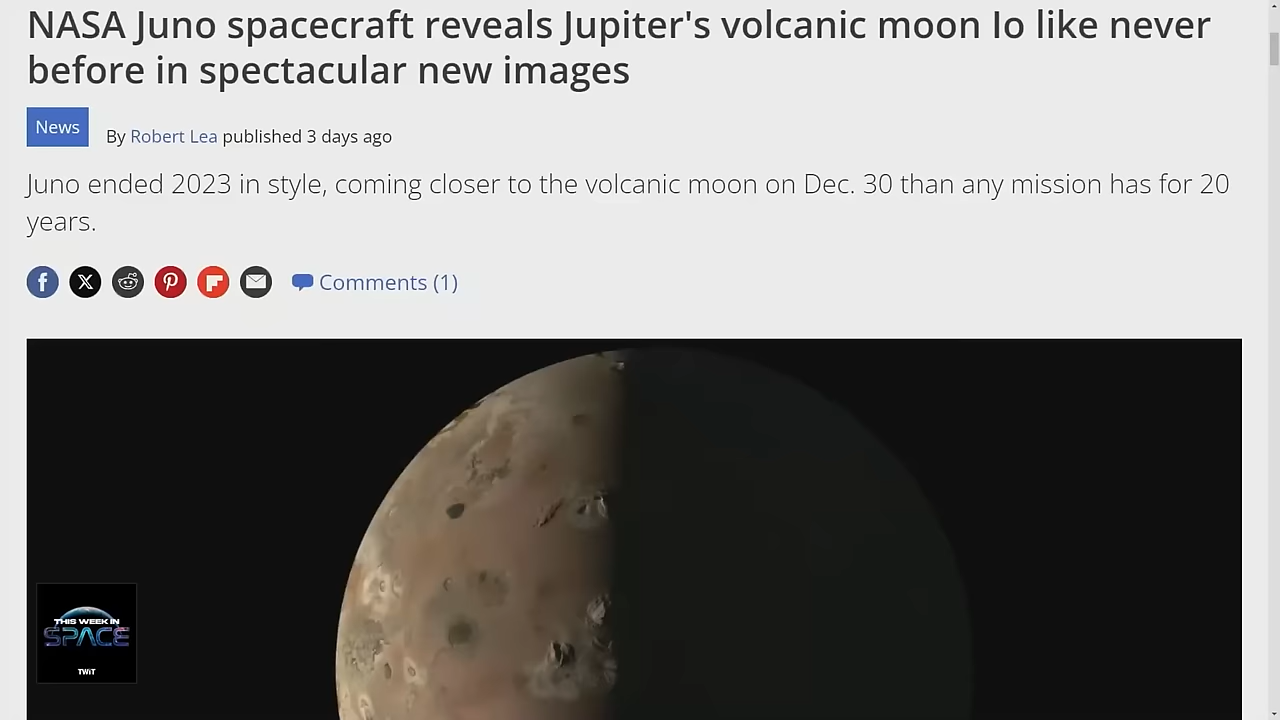 NASA Juno spacecraft reveals Jupiter's volcanic moon Io like never
before in spectacular new images
News
By Robert Lea published 3 days ago
Juno ended 2023 in style, coming closer to the volcanic moon on Dec. 30 than any mission has for 20
years.
Comments (1)
THIS WEEK IN
SPACE
TWiT